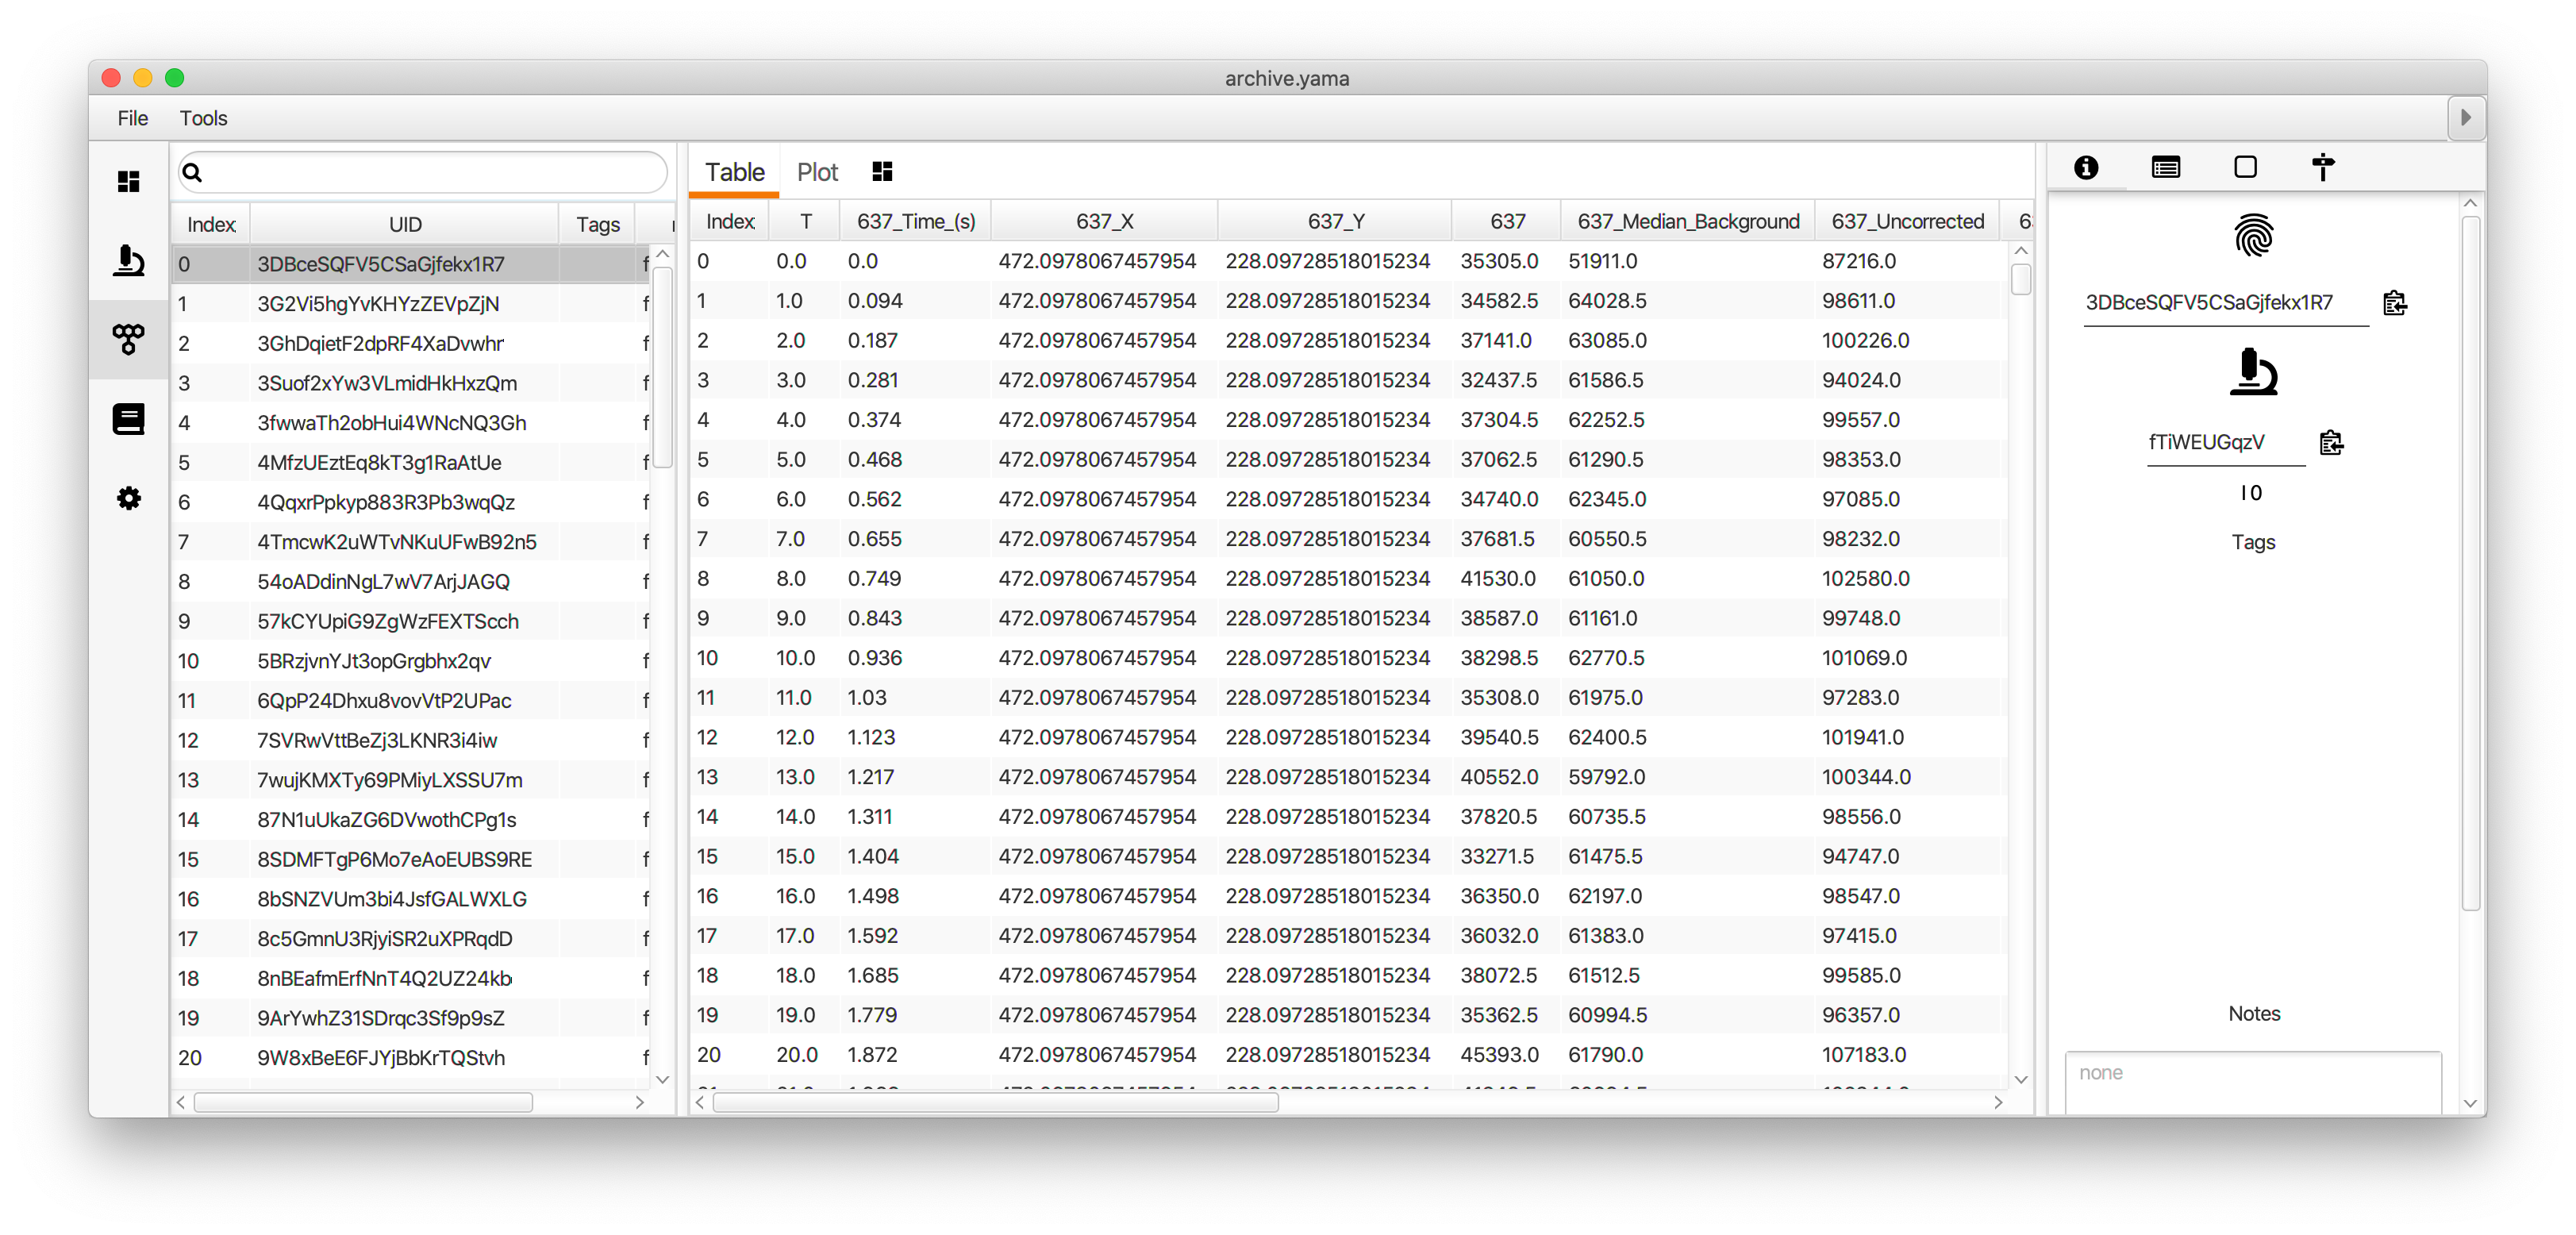 archive.yama
File Tools
Index UID Tags
0 3DBceSQFV5CSaGjfekx1R7 f
1 3G2Vi5hgYvKHYzZEVpZjN f
2 3GhDqietF2dpRF4XaDvwhr f
3 3Suof2xYw3VLmidHkHxzQm f
4 3fwwaTh2obHui4WNcNQ3Gh f
5 4MfzUEztEq8kT3g1RaAtUe f
6 4QqxrPpkyp883R3Pb3wqQz f
7 4TmcwK2uWTvNKuUFwB92n5 f
8 54oADdinNgL7wV7ArjJAGQ f
9 57kCYUpiG9ZgWzFEXTScch f
10 5BRzjvnYJt3opGrgbhx2qv f
11 6QpP24Dhxu8vovVtP2UPac f
12 7SVRwVttBeZj3LKNR3i4iw f
13 7wujKMXTy69PMiyLXSSU7m f
14 87N1uUkaZG6DVwothCPg1s f
15 8SDMFTgP6Mo7eAoEUBS9RE f
16 8bSNZVUm3bi4JsfGALWXLG f
17 8c5GmnU3RjyiSR2uXPRqdD f
18 8nBEafmErfNnT4Q2UZ24kb f
19 9ArYwhZ31SDrqc3Sf9p9sZ f
20 9W8xBeE6FJYjBbKrTQStvh f
Table Plot
Index T 637_Time_(s) 637_X 637_Y 637 637_Median_Background 637_Uncorrected
0 0.0 0.0 472.0978067457954 228.09728518015234 35305.0 51911.0 87216.0
1 1.0 0.094 472.0978067457954 228.09728518015234 34582.5 64028.5 98611.0
2 2.0 0.187 472.0978067457954 228.09728518015234 37141.0 63085.0 100226.0
3 3.0 0.281 472.0978067457954 228.09728518015234 32437.5 61586.5 94024.0
4 4.0 0.374 472.0978067457954 228.09728518015234 37304.5 62252.5 99557.0
5 5.0 0.468 472.0978067457954 228.09728518015234 37062.5 61290.5 98353.0
6 6.0 0.562 472.0978067457954 228.09728518015234 34740.0 62345.0 97085.0
7 7.0 0.655 472.0978067457954 228.09728518015234 37681.5 60550.5 98232.0
8 8.0 0.749 472.0978067457954 228.09728518015234 41530.0 61050.0 102580.0
9 9.0 0.843 472.0978067457954 228.09728518015234 38587.0 61161.0 99748.0
10 10.0 0.936 472.0978067457954 228.09728518015234 38298.5 62770.5 101069.0
11 11.0 1.03 472.0978067457954 228.09728518015234 35308.0 61975.0 97283.0
12 12.0 1.123 472.0978067457954 228.09728518015234 39540.5 62400.5 101941.0
13 13.0 1.217 472.0978067457954 228.09728518015234 40552.0 59792.0 100344.0
14 14.0 1.311 472.0978067457954 228.09728518015234 37820.5 60735.5 98556.0
15 15.0 1.404 472.0978067457954 228.09728518015234 33271.5 61475.5 94747.0
16 16.0 1.498 472.0978067457954 228.09728518015234 36350.0 62197.0 98547.0
17 17.0 1.592 472.0978067457954 228.09728518015234 36032.0 61383.0 97415.0
18 18.0 1.685 472.0978067457954 228.09728518015234 38072.5 61512.5 99585.0
19 19.0 1.779 472.0978067457954 228.09728518015234 35362.5 60994.5 96357.0
20 20.0 1.872 472.0978067457954 228.09728518015234 45393.0 61790.0 107183.0
3DBceSQFV5CSaGjfekx1R7
fTiWEUGqzV
I 0
Tags
Notes
none